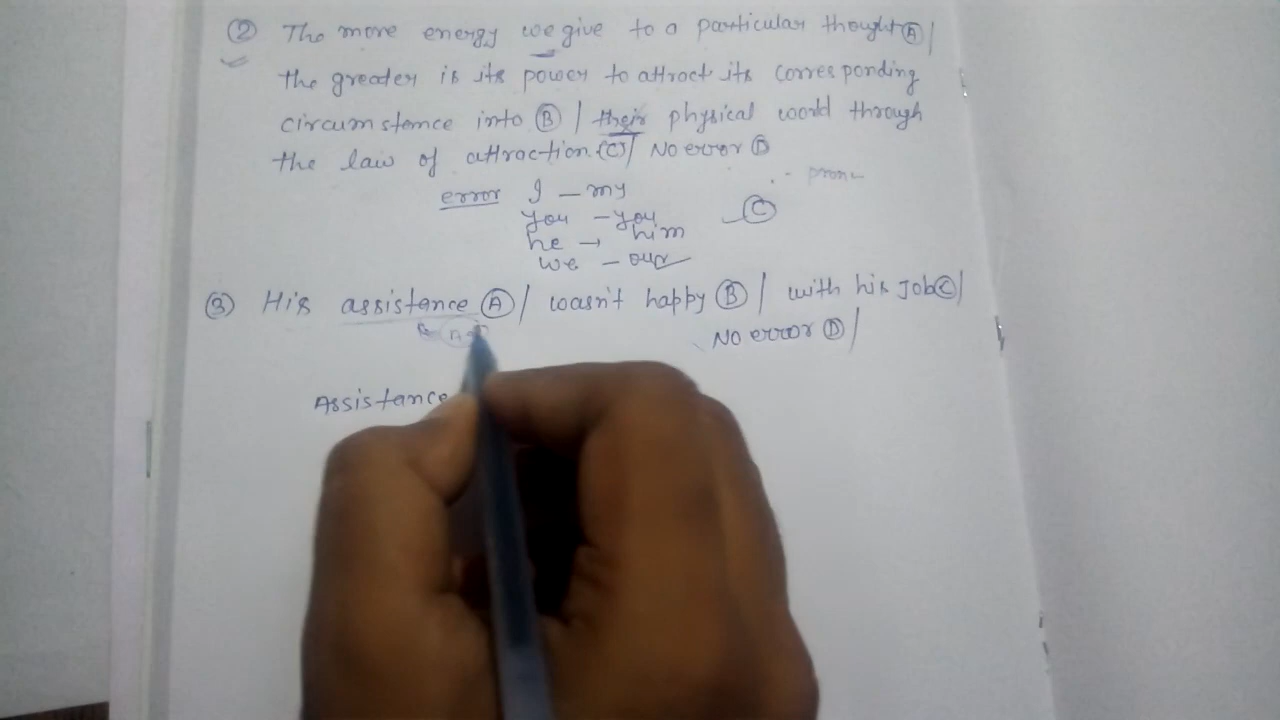 ② The more energy we give to a particular thought Ⓐ/
the greater is its power to attract its corresponding
circumstance into Ⓑ / their physical world through
the law of attraction (C)/ No error Ⓓ
error I - my
you - you Ⓒ
he → him
we - our
③ His assistence Ⓐ/ wasn't happy Ⓑ/ with his Job Ⓒ/
No error Ⓓ/
Assistance